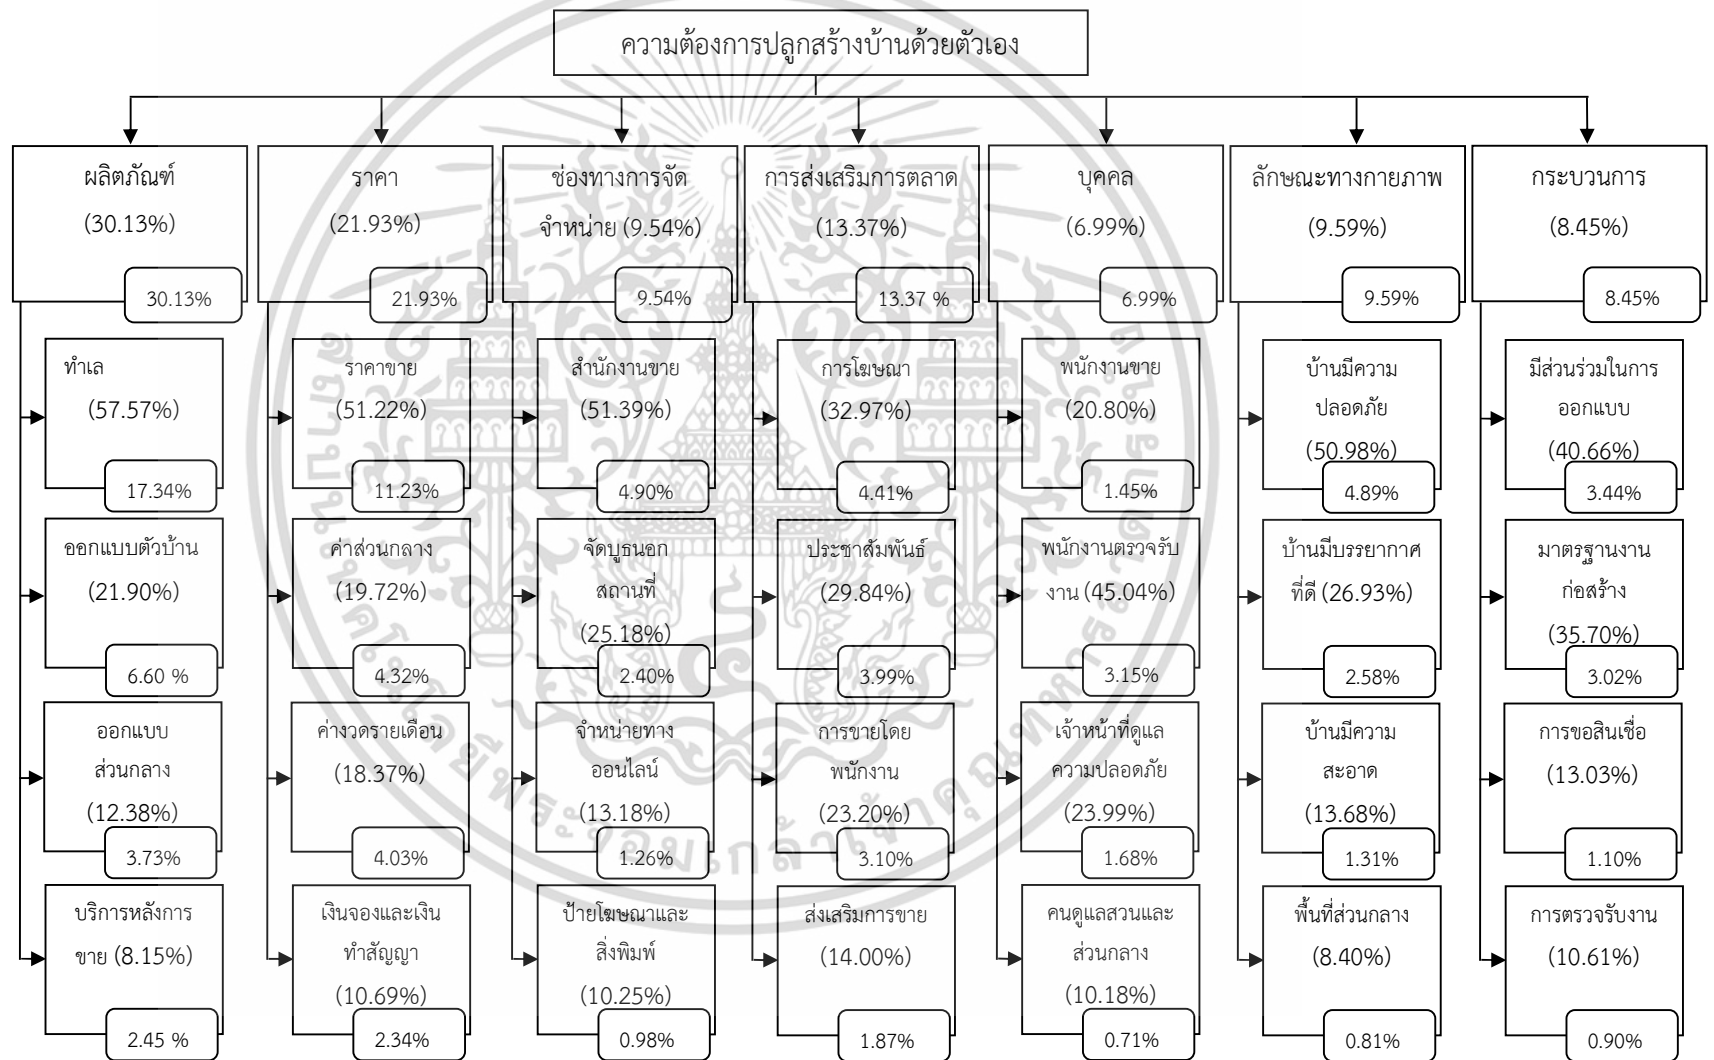 ความต้องการปลูกสร้างบ้านด้วยตัวเอง
ผลิตภัณฑ์
(30.13%)
30.13%
ราคา
(21.93%)
21.93%
ช่องทางการจัด
จำหน่าย (9.54%)
9.54%
การส่งเสริมการตลาด
(13.37%)
13.37 %
บุคคล
(6.99%)
6.99%
ลักษณะทางกายภาพ
(9.59%)
9.59%
กระบวนการ
(8.45%)
8.45%
ทำเล
(57.57%)
17.34%
ราคาขาย
(51.22%)
11.23%
สำนักงานขาย
(51.39%)
4.90%
การโฆษณา
(32.97%)
4.41%
พนักงานขาย
(20.80%)
1.45%
บ้านมีความ
ปลอดภัย
(50.98%)
4.89%
มีส่วนร่วมในการ
ออกแบบ
(40.66%)
3.44%
ออกแบบตัวบ้าน
(21.90%)
6.60 %
ค่าส่วนกลาง
(19.72%)
4.32%
จัดบูธนอก
สถานที่
(25.18%)
2.40%
ประชาสัมพันธ์
(29.84%)
3.99%
พนักงานตรวจรับ
งาน (45.04%)
3.15%
บ้านมีบรรยากาศ
ที่ดี (26.93%)
2.58%
มาตรฐานงาน
ก่อสร้าง
(35.70%)
3.02%
ออกแบบ
ส่วนกลาง
(12.38%)
3.73%
ค่างวดรายเดือน
(18.37%)
4.03%
จำหน่ายทาง
ออนไลน์
(13.18%)
1.26%
การขายโดย
พนักงาน
(23.20%)
3.10%
เจ้าหน้าที่ดูแล
ความปลอดภัย
(23.99%)
1.68%
บ้านมีความ
สะอาด
(13.68%)
1.31%
การขอสินเชื่อ
(13.03%)
1.10%
บริการหลังการ
ขาย (8.15%)
2.45 %
เงินจองและเงิน
ทำสัญญา
(10.69%)
2.34%
ป้ายโฆษณาและ
สิ่งพิมพ์
(10.25%)
0.98%
ส่งเสริมการขาย
(14.00%)
1.87%
คนดูแลสวนและ
ส่วนกลาง
(10.18%)
0.71%
พื้นที่ส่วนกลาง
(8.40%)
0.81%
การตรวจรับงาน
(10.61%)
0.90%